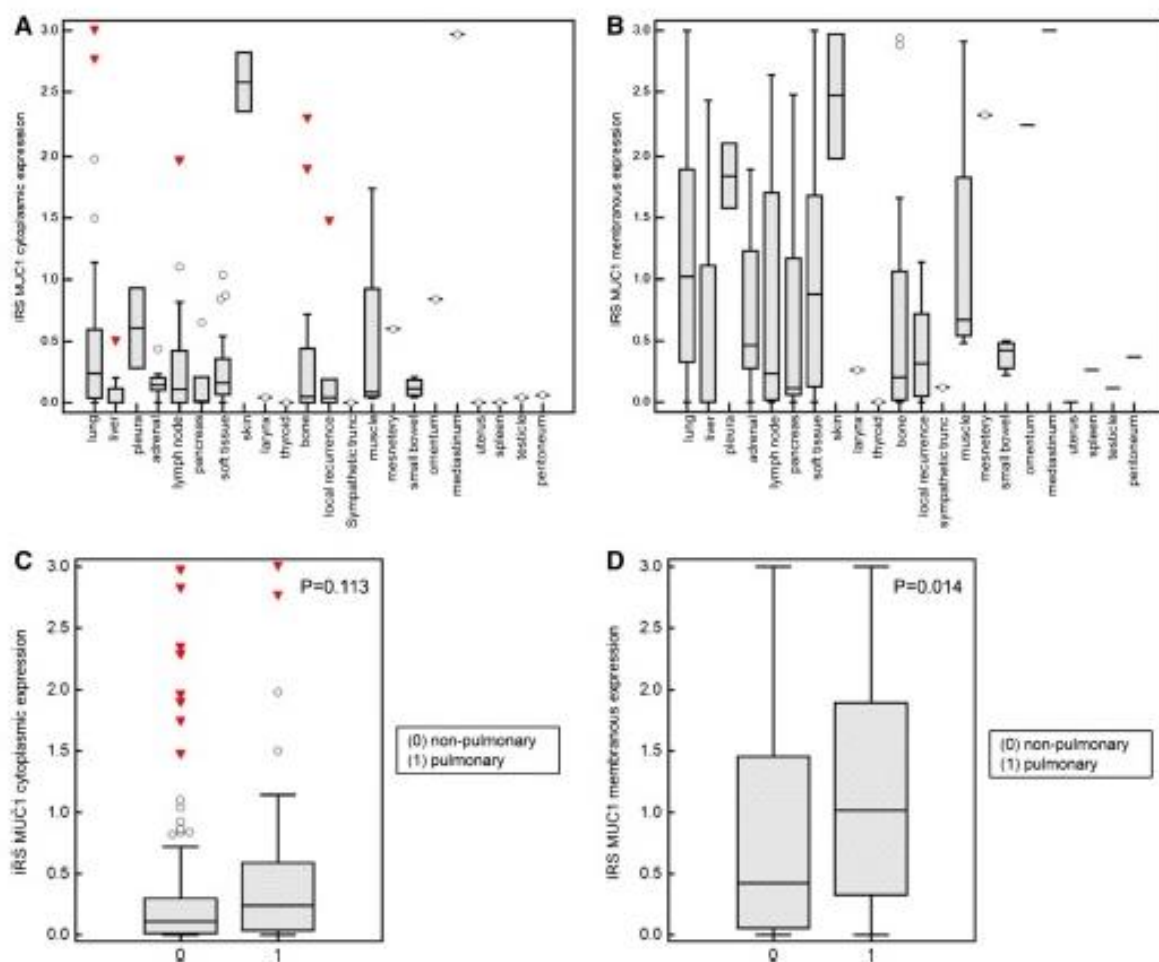 A
IRS MUC1 cytoplasmic expression
3.0
2.5
2.0
1.5
1.0
0.5
0.0
lung
liver
pleura
adrenal
lymph node
pancreas
soft tissue
skin
larynx
thyroid
bone
local recurrence
Sympathetic trunc
muscle
mesnetery
small bowel
omentum
mediastinum
uterus
spleen
testicle
peritoneum
B
IRS MUC1 membranous expression
3.0
2.5
2.0
1.5
1.0
0.5
0.0
lung
liver
pleura
adrenal
lymph node
pancreas
soft tissue
skin
larynx
thyroid
bone
local recurrence
sympathetic trunc
muscle
mesnetery
small bowel
omentum
mediastinum
uterus
spleen
testicle
peritoneum
C
IRS MUC1 cytoplasmic expression
3.0
2.5
2.0
1.5
1.0
0.5
0.0
P=0.113
0
1
(0) non-pulmonary
(1) pulmonary
D
IRS MUC1 membranous expression
3.0
2.5
2.0
1.5
1.0
0.5
0.0
P=0.014
0
1
(0) non-pulmonary
(1) pulmonary